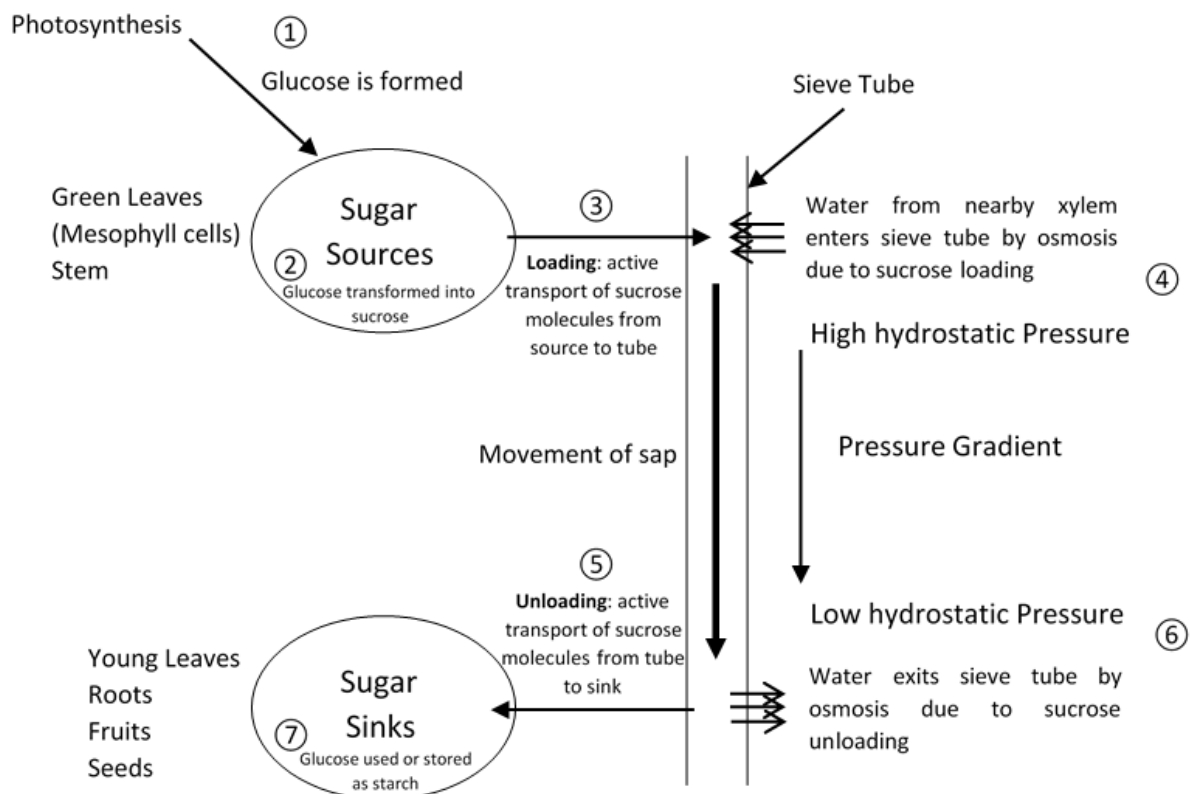 Photosynthesis
①
Glucose is formed
Sieve Tube
Green Leaves
(Mesophyll cells)
Stem
Sugar
Sources
②
Glucose transformed into
sucrose
③
Loading: active
transport of sucrose
molecules from
source to tube
Water from nearby xylem
enters sieve tube by osmosis
due to sucrose loading
④
High hydrostatic Pressure
Movement of sap
Pressure Gradient
⑤
Unloading: active
transport of sucrose
molecules from tube
to sink
Low hydrostatic Pressure
⑥
Water exits sieve tube by
osmosis due to sucrose
unloading
Young Leaves
Roots
Fruits
Seeds
Sugar
Sinks
⑦
Glucose used or stored
as starch